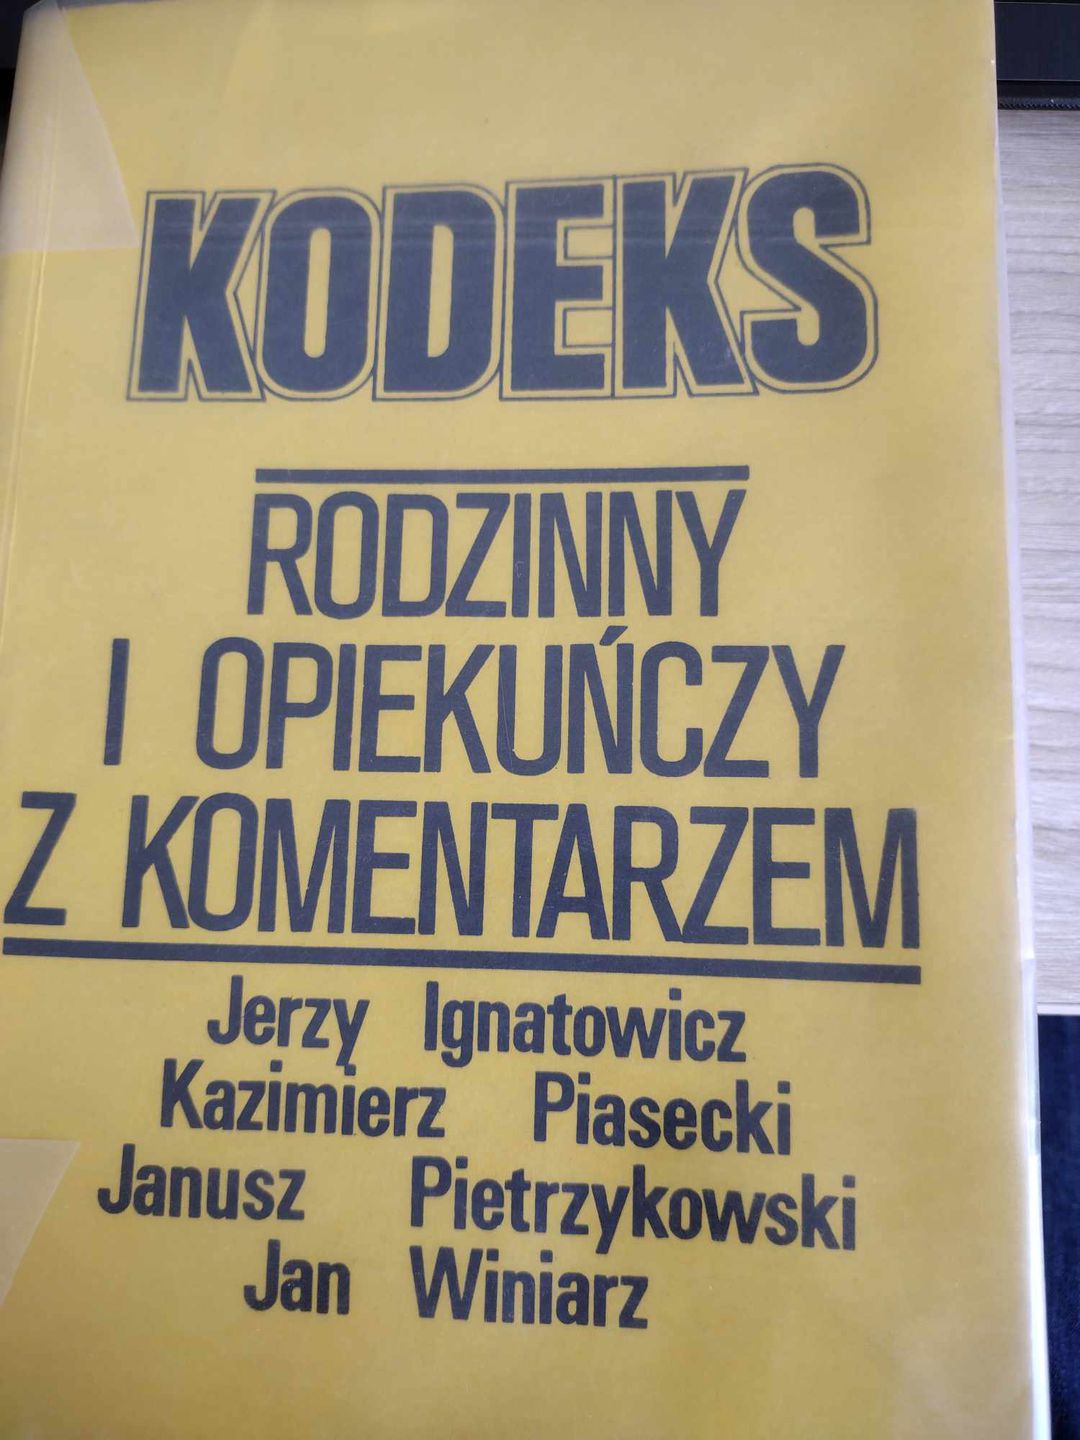 KODEKS
RODZINNY
I OPIEKUŃCZY
Z KOMENTARZEM
Jerzy Ignatowicz
Kazimierz Piasecki
Janusz Pietrzykowski
Jan Winiarz